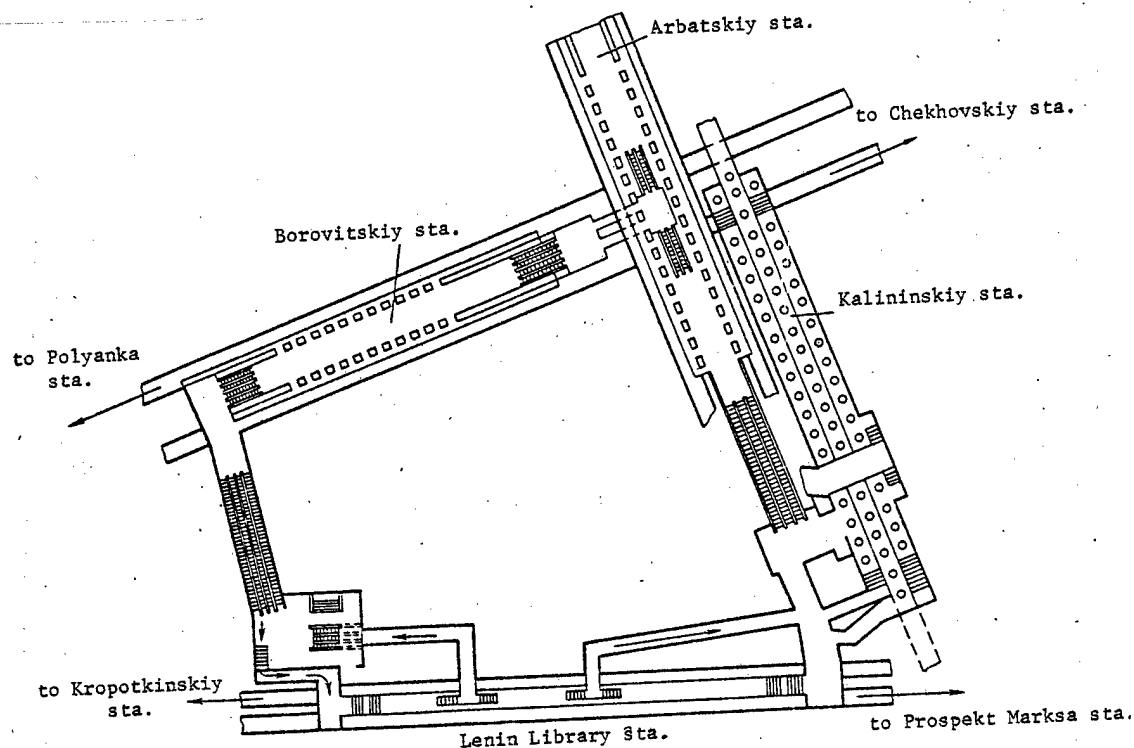 Arbatskiy sta.
to Chekhovskiy sta.
Borovitskiy sta.
Kalininskiy sta.
to Polyanka
sta.
to Kropotkinskiy
sta.
to Prospekt Marksa sta.
Lenin Library Sta.